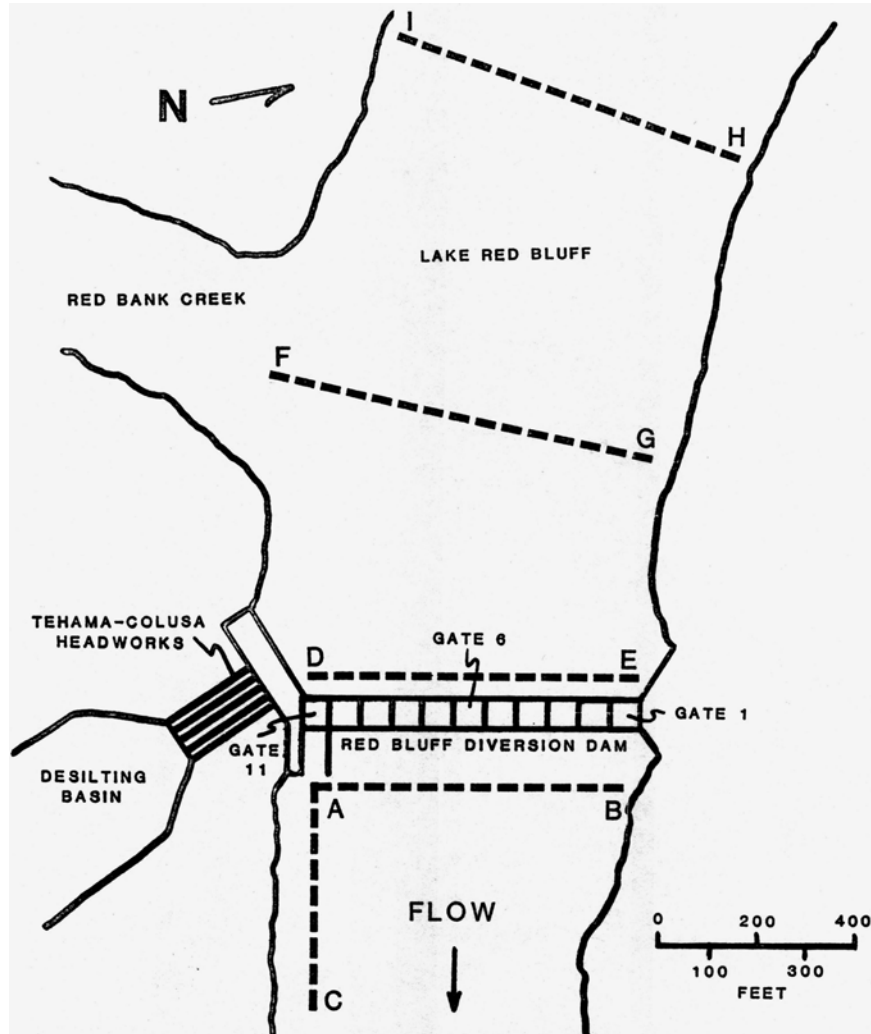 I
N
H
LAKE RED BLUFF
RED BANK CREEK
F
G
TEHAMA-COLUSA
HEADWORKS
GATE 6
D
E
GATE 1
GATE
11
RED BLUFF DIVERSION DAM
DESILTING
BASIN
A
B
FLOW
0 200 400
100 300
FEET
C